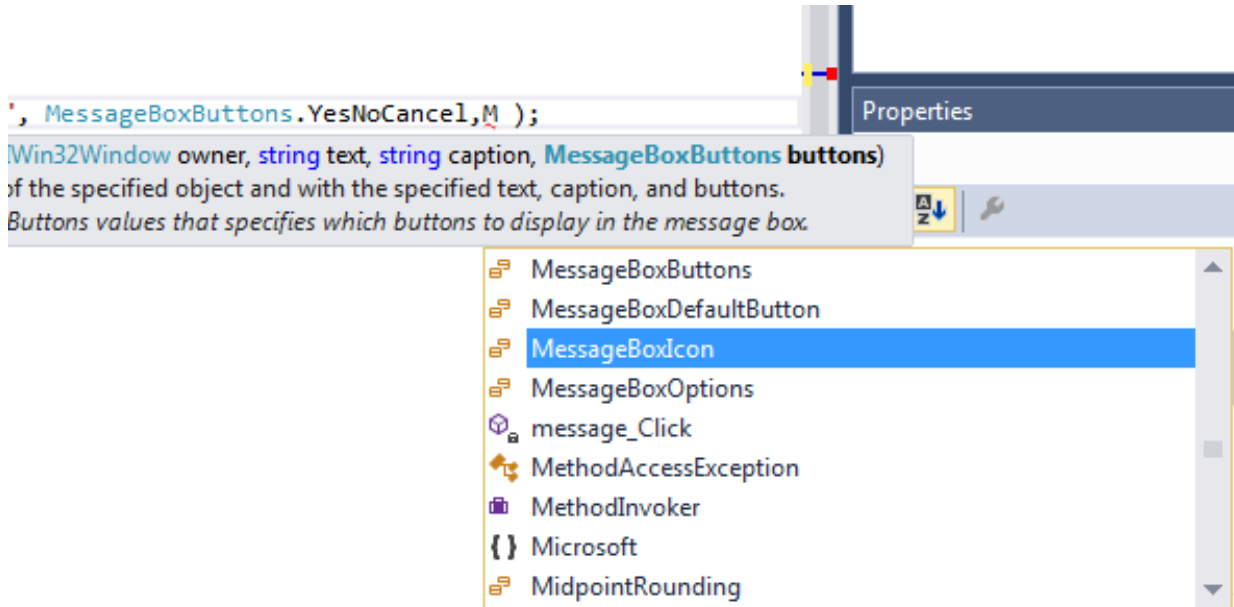 ", MessageBoxButtons.YesNoCancel,M );
Properties
Win32Window owner, string text, string caption, MessageBoxButtons buttons)
of the specified object and with the specified text, caption, and buttons.
Buttons values that specifies which buttons to display in the message box.
MessageBoxButtons
MessageBoxDefaultButton
MessageBoxIcon
MessageBoxOptions
message_Click
MethodAccessException
MethodInvoker
{ } Microsoft
MidpointRounding